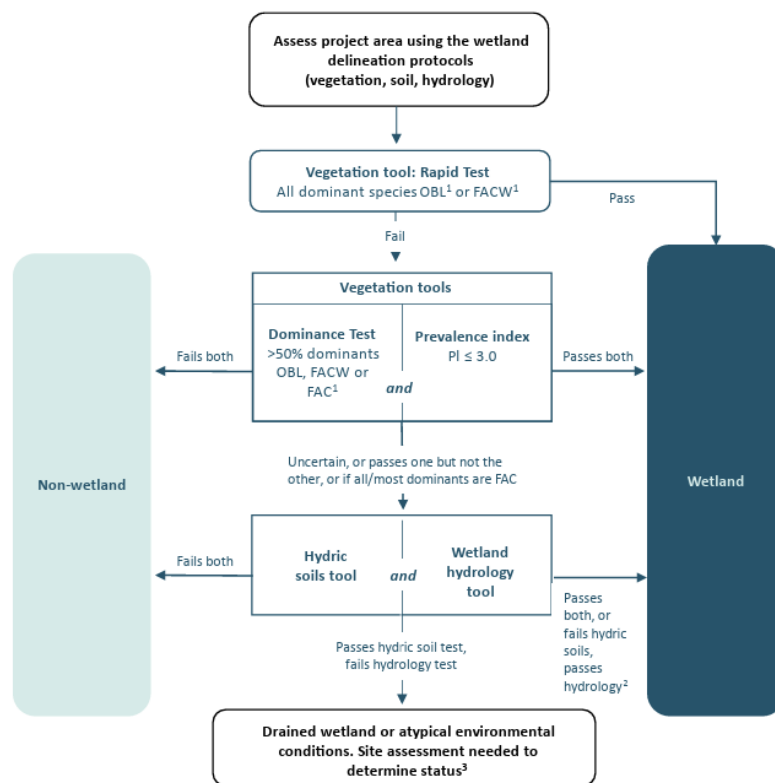 Assess project area using the wetland
delineation protocols
(vegetation, soil, hydrology)
Vegetation tool: Rapid Test
All dominant species OBL¹ or FACW¹
Pass
Fail
Vegetation tools
Dominance Test
>50% dominants
OBL, FACW or
FAC¹
and
Prevalence index
PI ≤ 3.0
Fails both
Passes both
Uncertain, or passes one but not the
other, or if all/most dominants are FAC
Non-wetland
Wetland
Hydric
soils tool
and
Wetland
hydrology
tool
Fails both
Passes
both, or
fails hydric
soils,
passes
hydrology²
Passes hydric soil test,
fails hydrology test
Drained wetland or atypical environmental
conditions. Site assessment needed to
determine status³